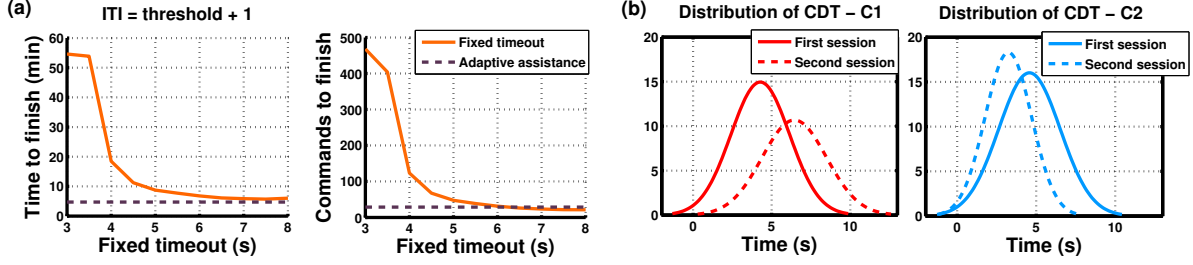 (a)
ITI = threshold + 1
Time to finish (min)
60
50
40
30
20
10
0
3 4 5 6 7 8
Fixed timeout (s)
Commands to finish
500
400
300
200
100
0
3 4 5 6 7 8
Fixed timeout (s)
Fixed timeout
Adaptive assistance
(b)
Distribution of CDT – C1
20
15
10
5
0
0 5 10
Time (s)
First session
Second session
Distribution of CDT – C2
20
15
10
5
0
0 5 10
Time (s)
First session
Second session